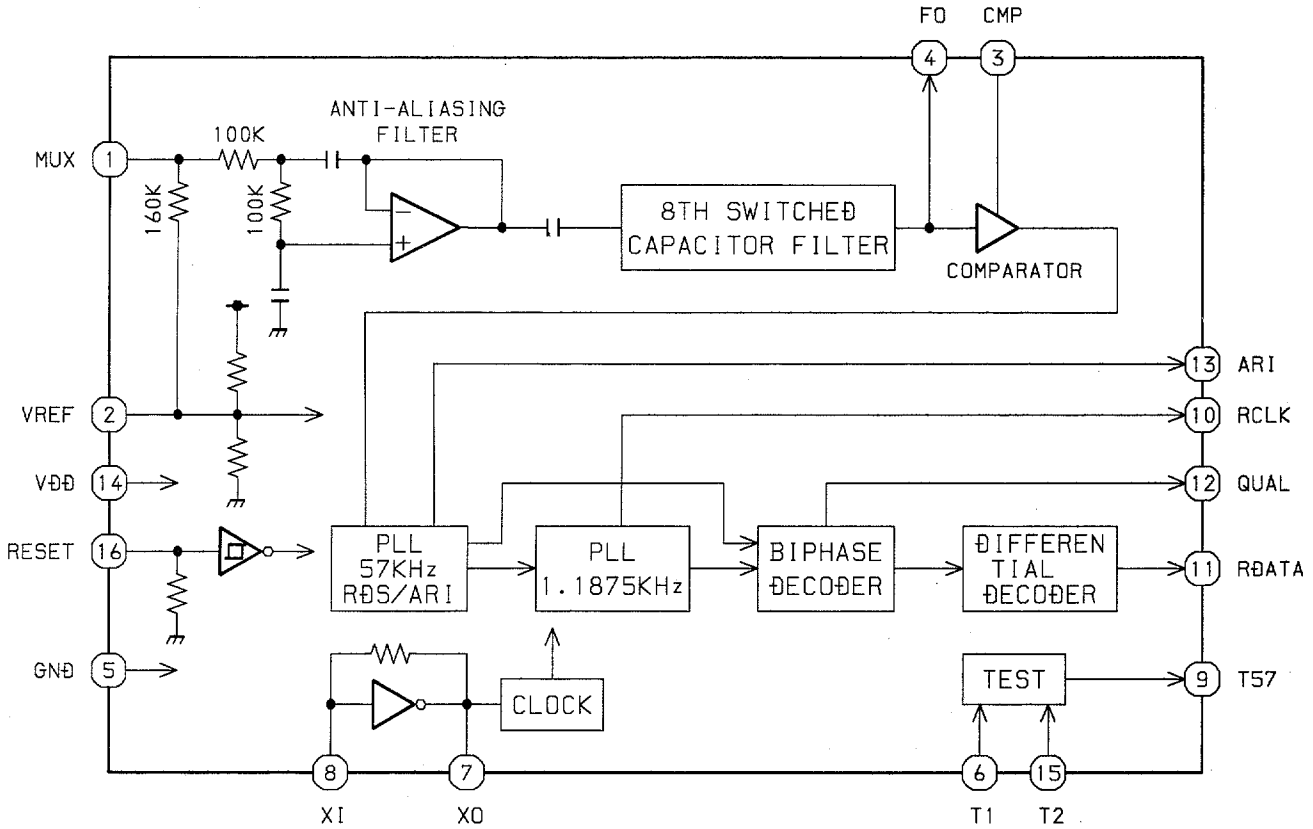 FO CMP
4 3
ANTI-ALIASING
FILTER
MUX 1
100K
160K
100K
8TH SWITCHED
CAPACITOR FILTER
COMPARATOR
13 ARI
VREF 2
10 RCLK
VDD 14
12 QUAL
RESET 16
PLL
57KHz
RDS/ARI
PLL
1.1875KHz
BIPHASE
DECODER
DIFFEREN
TIAL
DECODER
11 RDATA
GND 5
CLOCK
TEST
9 T57
8 7 6 15
XI XO T1 T2